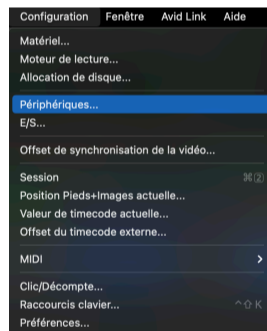 Configuration Fenêtre Avid Link Aide
Matériel...
Moteur de lecture...
Allocation de disque...
Périphériques...
E/S...
Offset de synchronisation de la vidéo...
Session ⌘2
Position Pieds+Images actuelle...
Valeur de timecode actuelle...
Offset du timecode externe...
MIDI >
Clic/Décompte...
Raccourcis clavier... ^⇧K
Préférences...